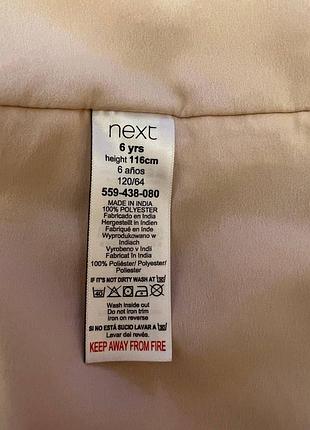 next
6 yrs
height 116cm
6 años
120/64
559-438-080
MADE IN INDIA
100% POLYESTER
Fabricado en India
Hergestellt in Indien
Fabriqué en Inde
Wyprodukowano w
Indiach
Vyrobeno v Indii
Fabricat în India
100% Poliéster/ Polyester/
Poliester
IF IT'S NOT DIRTY WASH AT
40
Wash inside out
Do not iron trim
Iron on reverse
SI NO ESTÁ SUCIO LAVAR A
Lavar del revés.
KEEP AWAY FROM FIRE